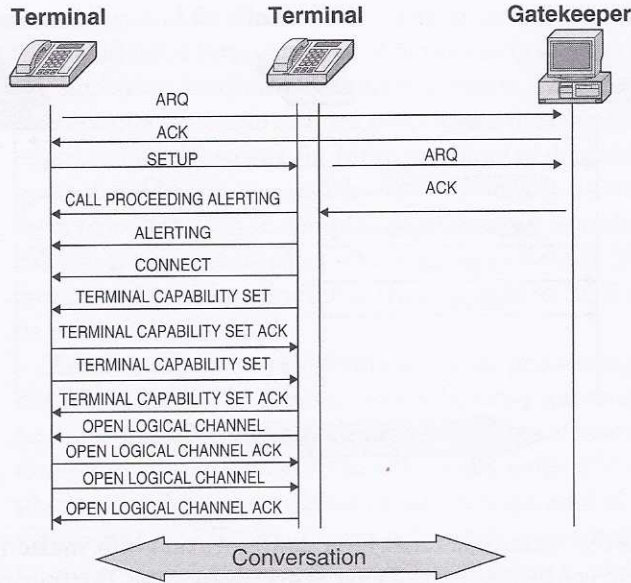 Terminal Terminal Gatekeeper
ARQ
ACK
SETUP ARQ
CALL PROCEEDING ALERTING ACK
ALERTING
CONNECT
TERMINAL CAPABILITY SET
TERMINAL CAPABILITY SET ACK
TERMINAL CAPABILITY SET
TERMINAL CAPABILITY SET ACK
OPEN LOGICAL CHANNEL
OPEN LOGICAL CHANNEL ACK
OPEN LOGICAL CHANNEL
OPEN LOGICAL CHANNEL ACK
Conversation